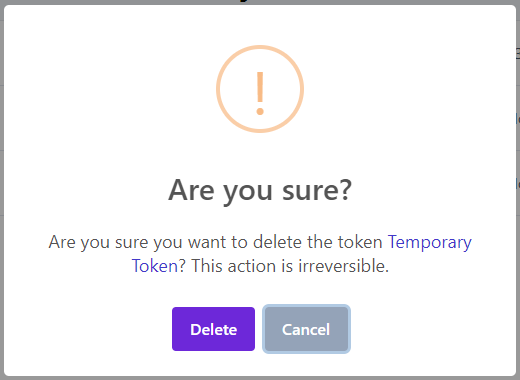 !
Are you sure?
Are you sure you want to delete the token Temporary
Token? This action is irreversible.
Delete
Cancel